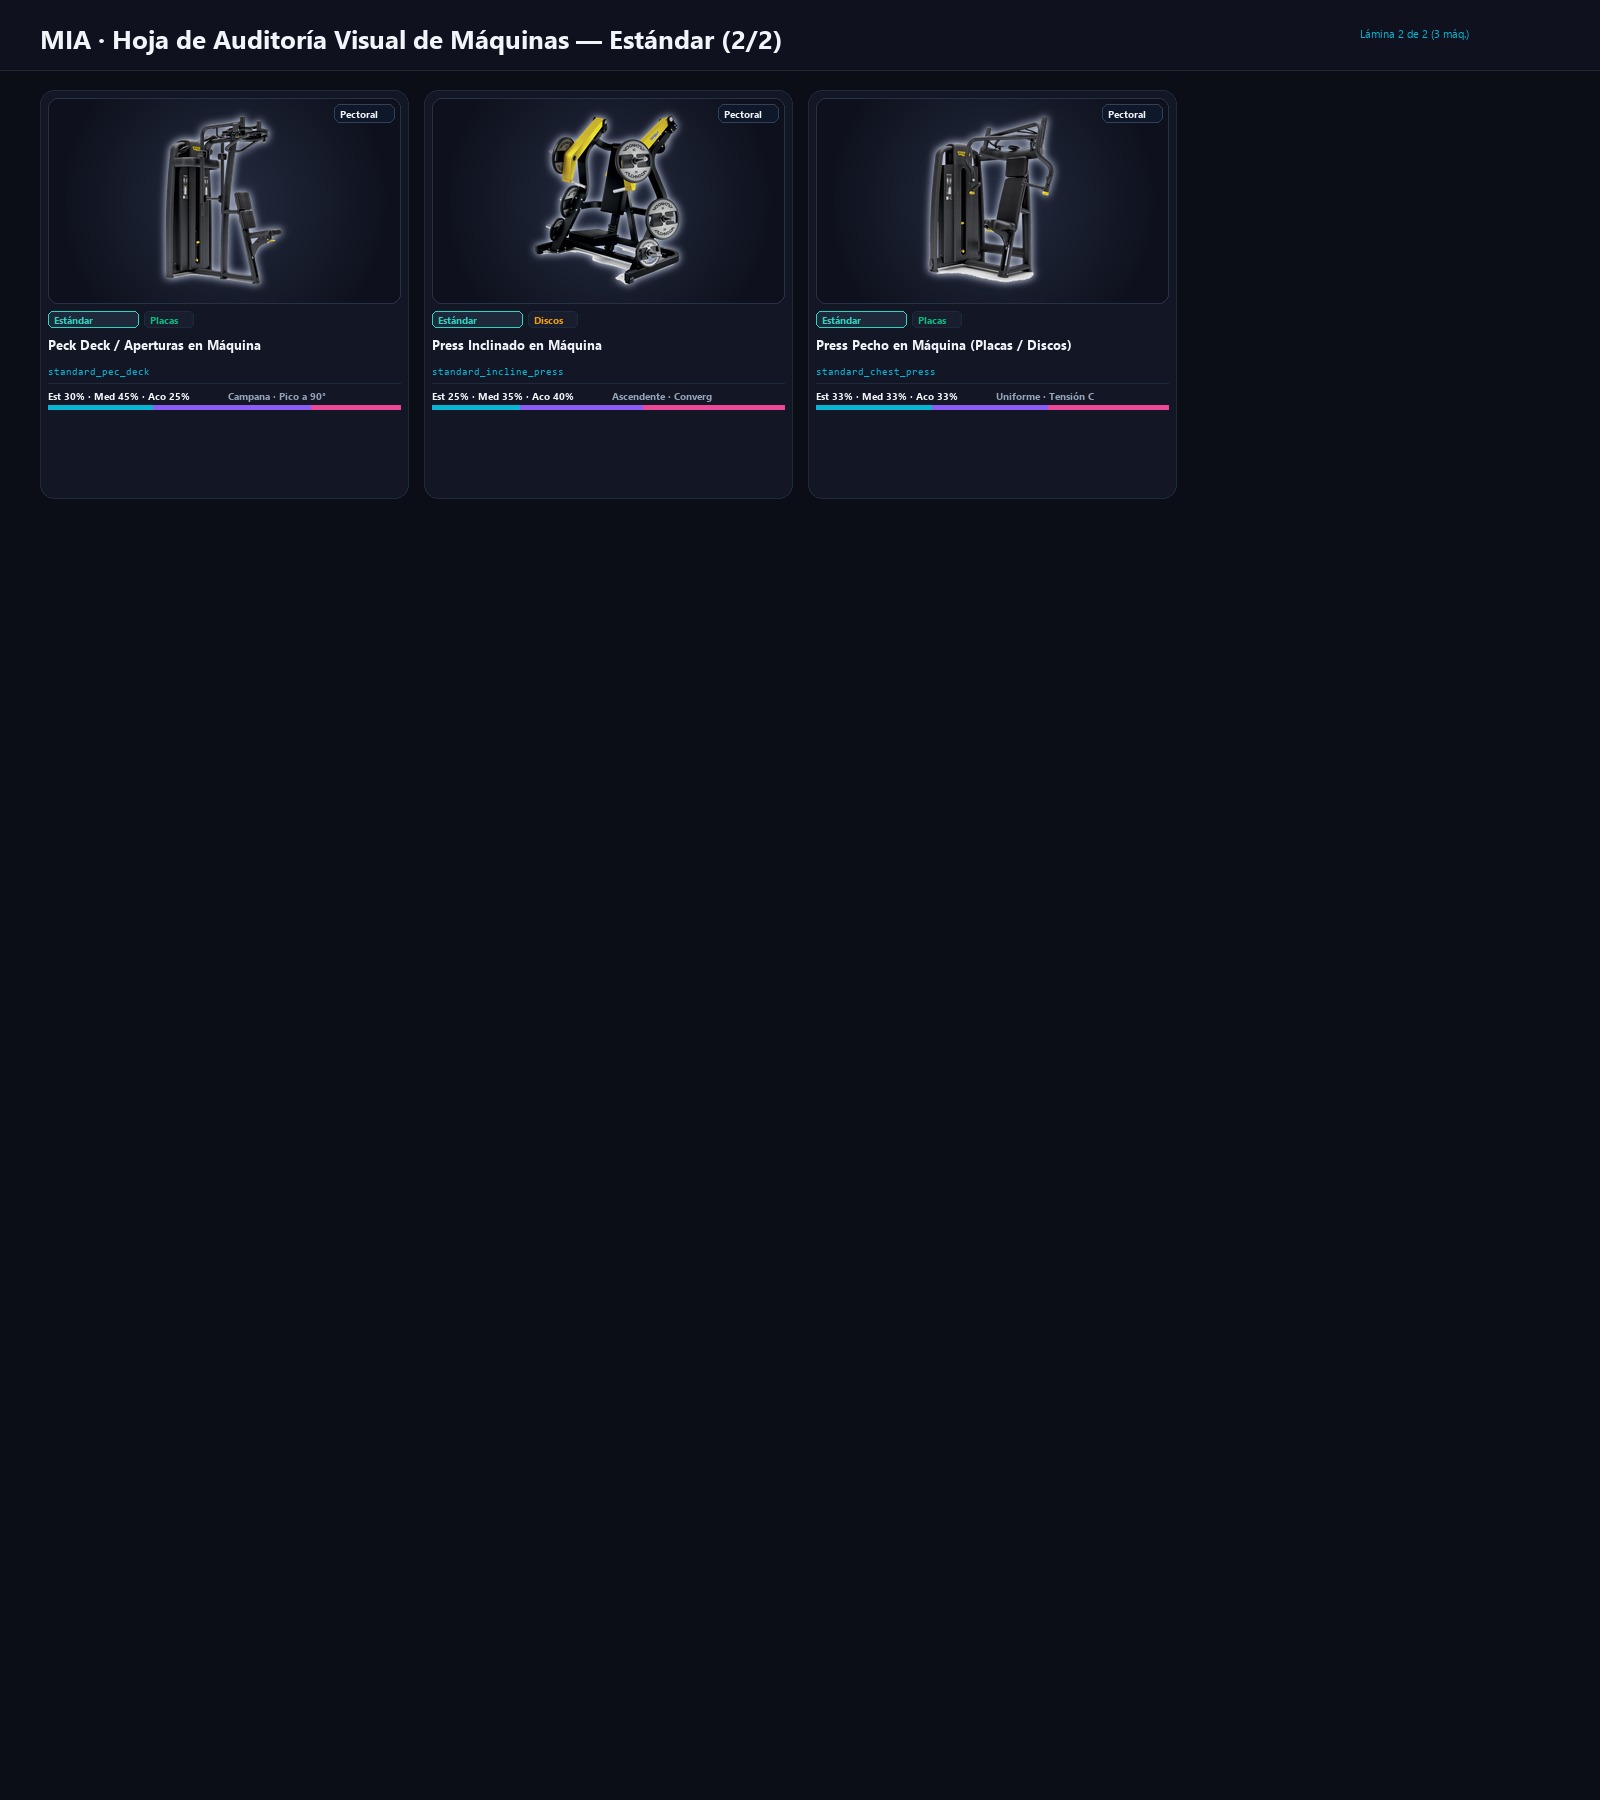 MIA · Hoja de Auditoría Visual de Máquinas — Estándar (2/2)
Lámina 2 de 2 (3 máq.)
Pectoral
Estándar
Placas
Peck Deck / Aperturas en Máquina
standard_pec_deck
Est 30% · Med 45% · Aco 25%
Campana · Pico a 90°
Pectoral
Estándar
Discos
Press Inclinado en Máquina
standard_incline_press
Est 25% · Med 35% · Aco 40%
Ascendente · Converg
Pectoral
Estándar
Placas
Press Pecho en Máquina (Placas / Discos)
standard_chest_press
Est 33% · Med 33% · Aco 33%
Uniforme · Tensión C